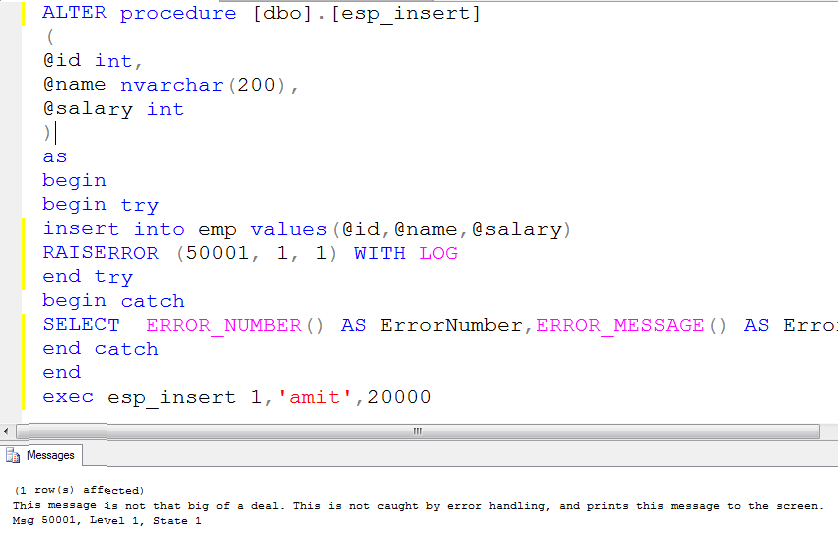 ALTER procedure [dbo].[esp_insert]
(
@id int,
@name nvarchar(200),
@salary int
)
as
begin
begin try
insert into emp values(@id,@name,@salary)
RAISERROR (50001, 1, 1) WITH LOG
end try
begin catch
SELECT  ERROR_NUMBER() AS ErrorNumber,ERROR_MESSAGE() AS Erro
end catch
end
exec esp_insert 1,'amit',20000
Messages
(1 row(s) affected)
This message is not that big of a deal. This is not caught by error handling, and prints this message to the screen.
Msg 50001, Level 1, State 1